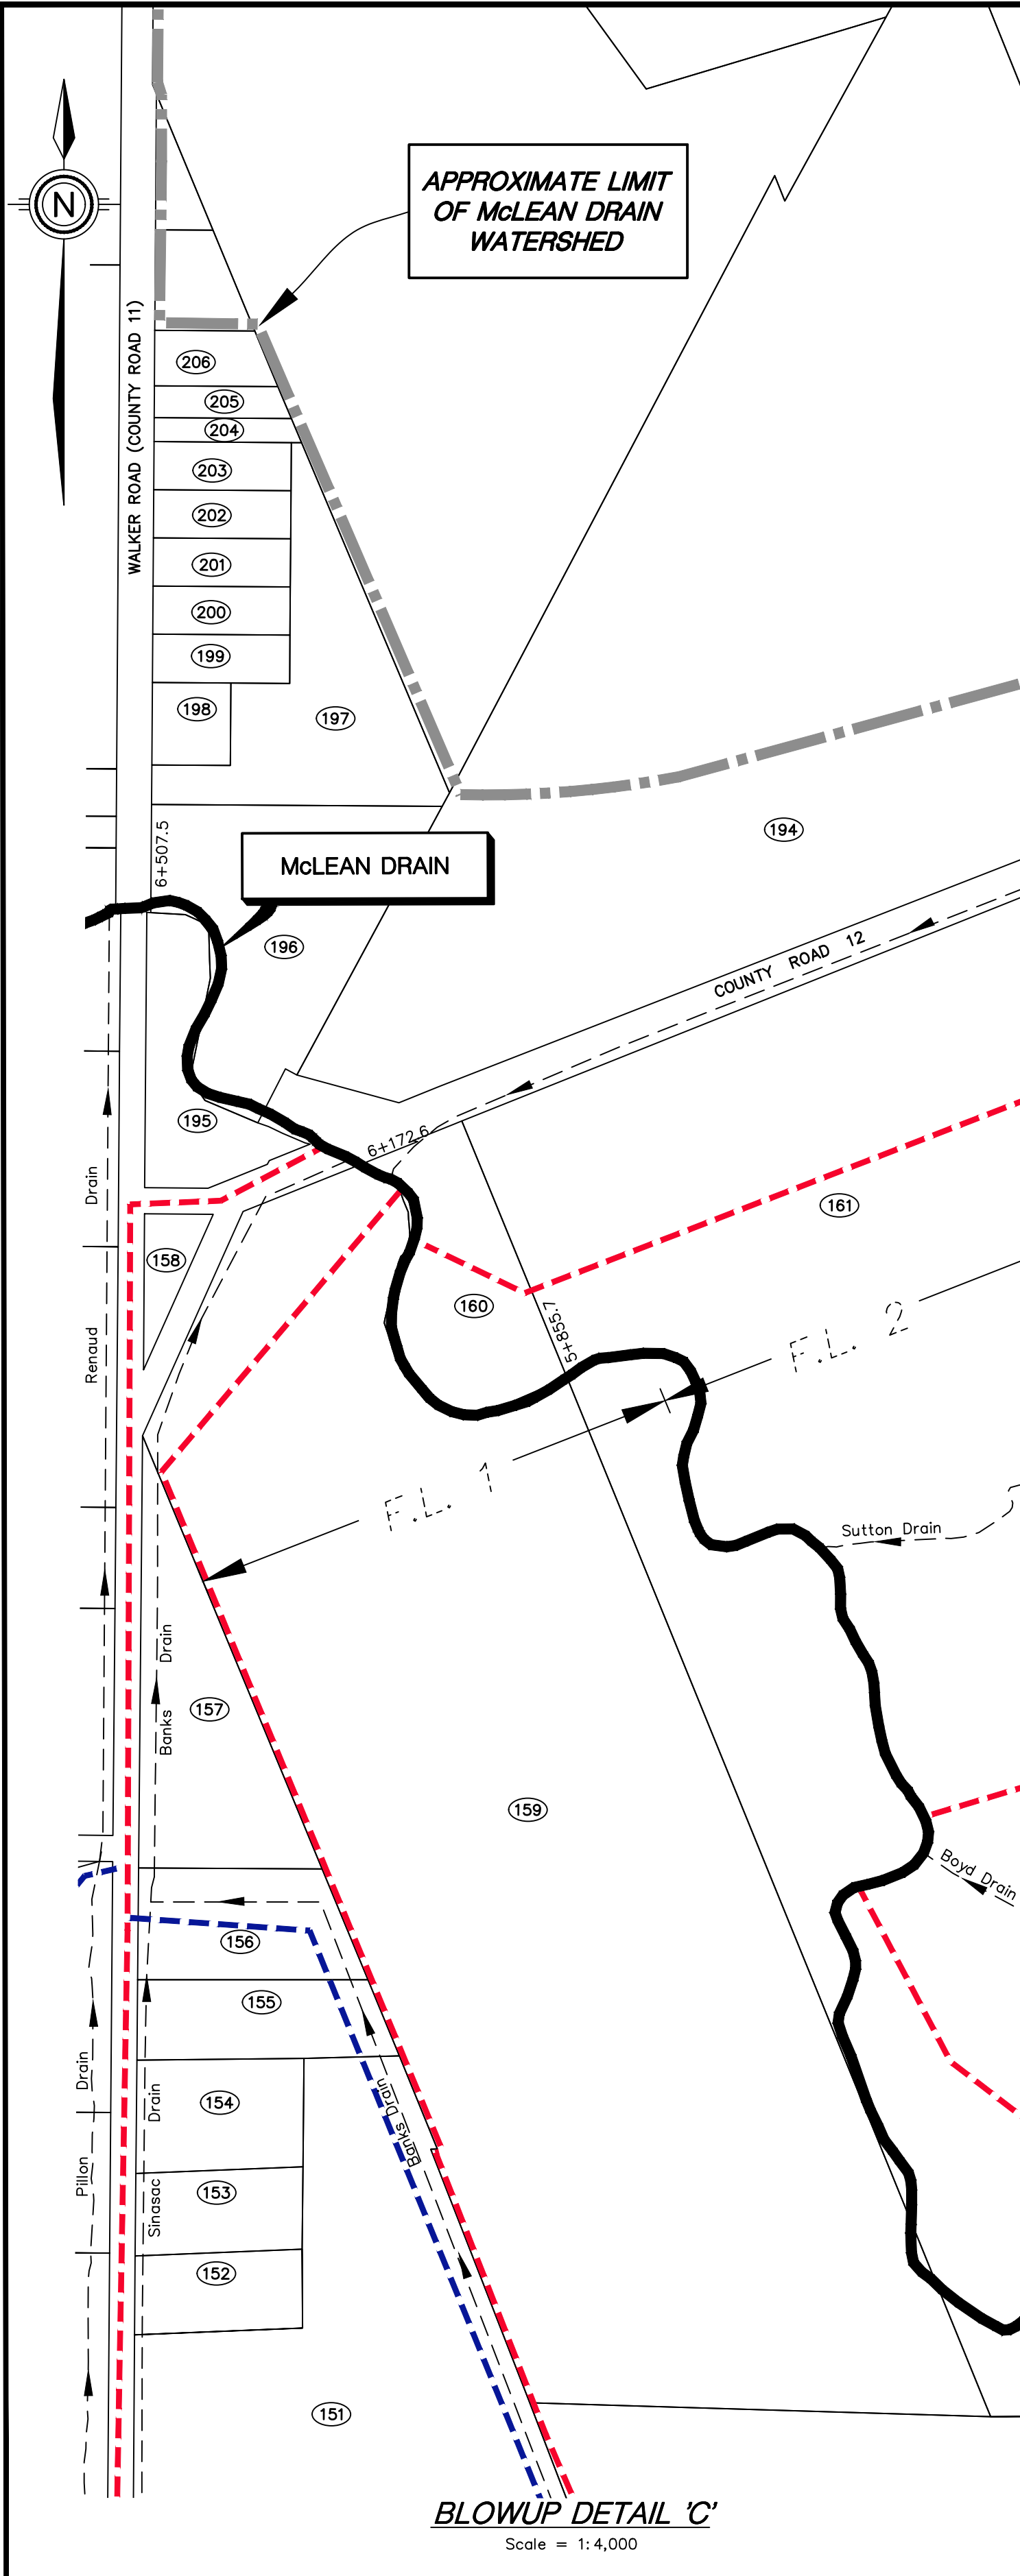 APPROXIMATE LIMIT
OF McLEAN DRAIN
WATERSHED
N
WALKER ROAD (COUNTY ROAD 11)
206
205
204
203
202
201
200
199
198
197
194
6+507.5
McLEAN DRAIN
196
COUNTY ROAD 12
195
6+172.6
Renaud Drain
161
158
160
5+855.7
F.L. 2
F.L. 1
Sutton Drain
Banks Drain
157
159
Boyd Drain
156
155
Pillon Drain
Sinasac Drain
154
Banks Drain
153
152
151
BLOWUP DETAIL 'C'
Scale = 1:4,000